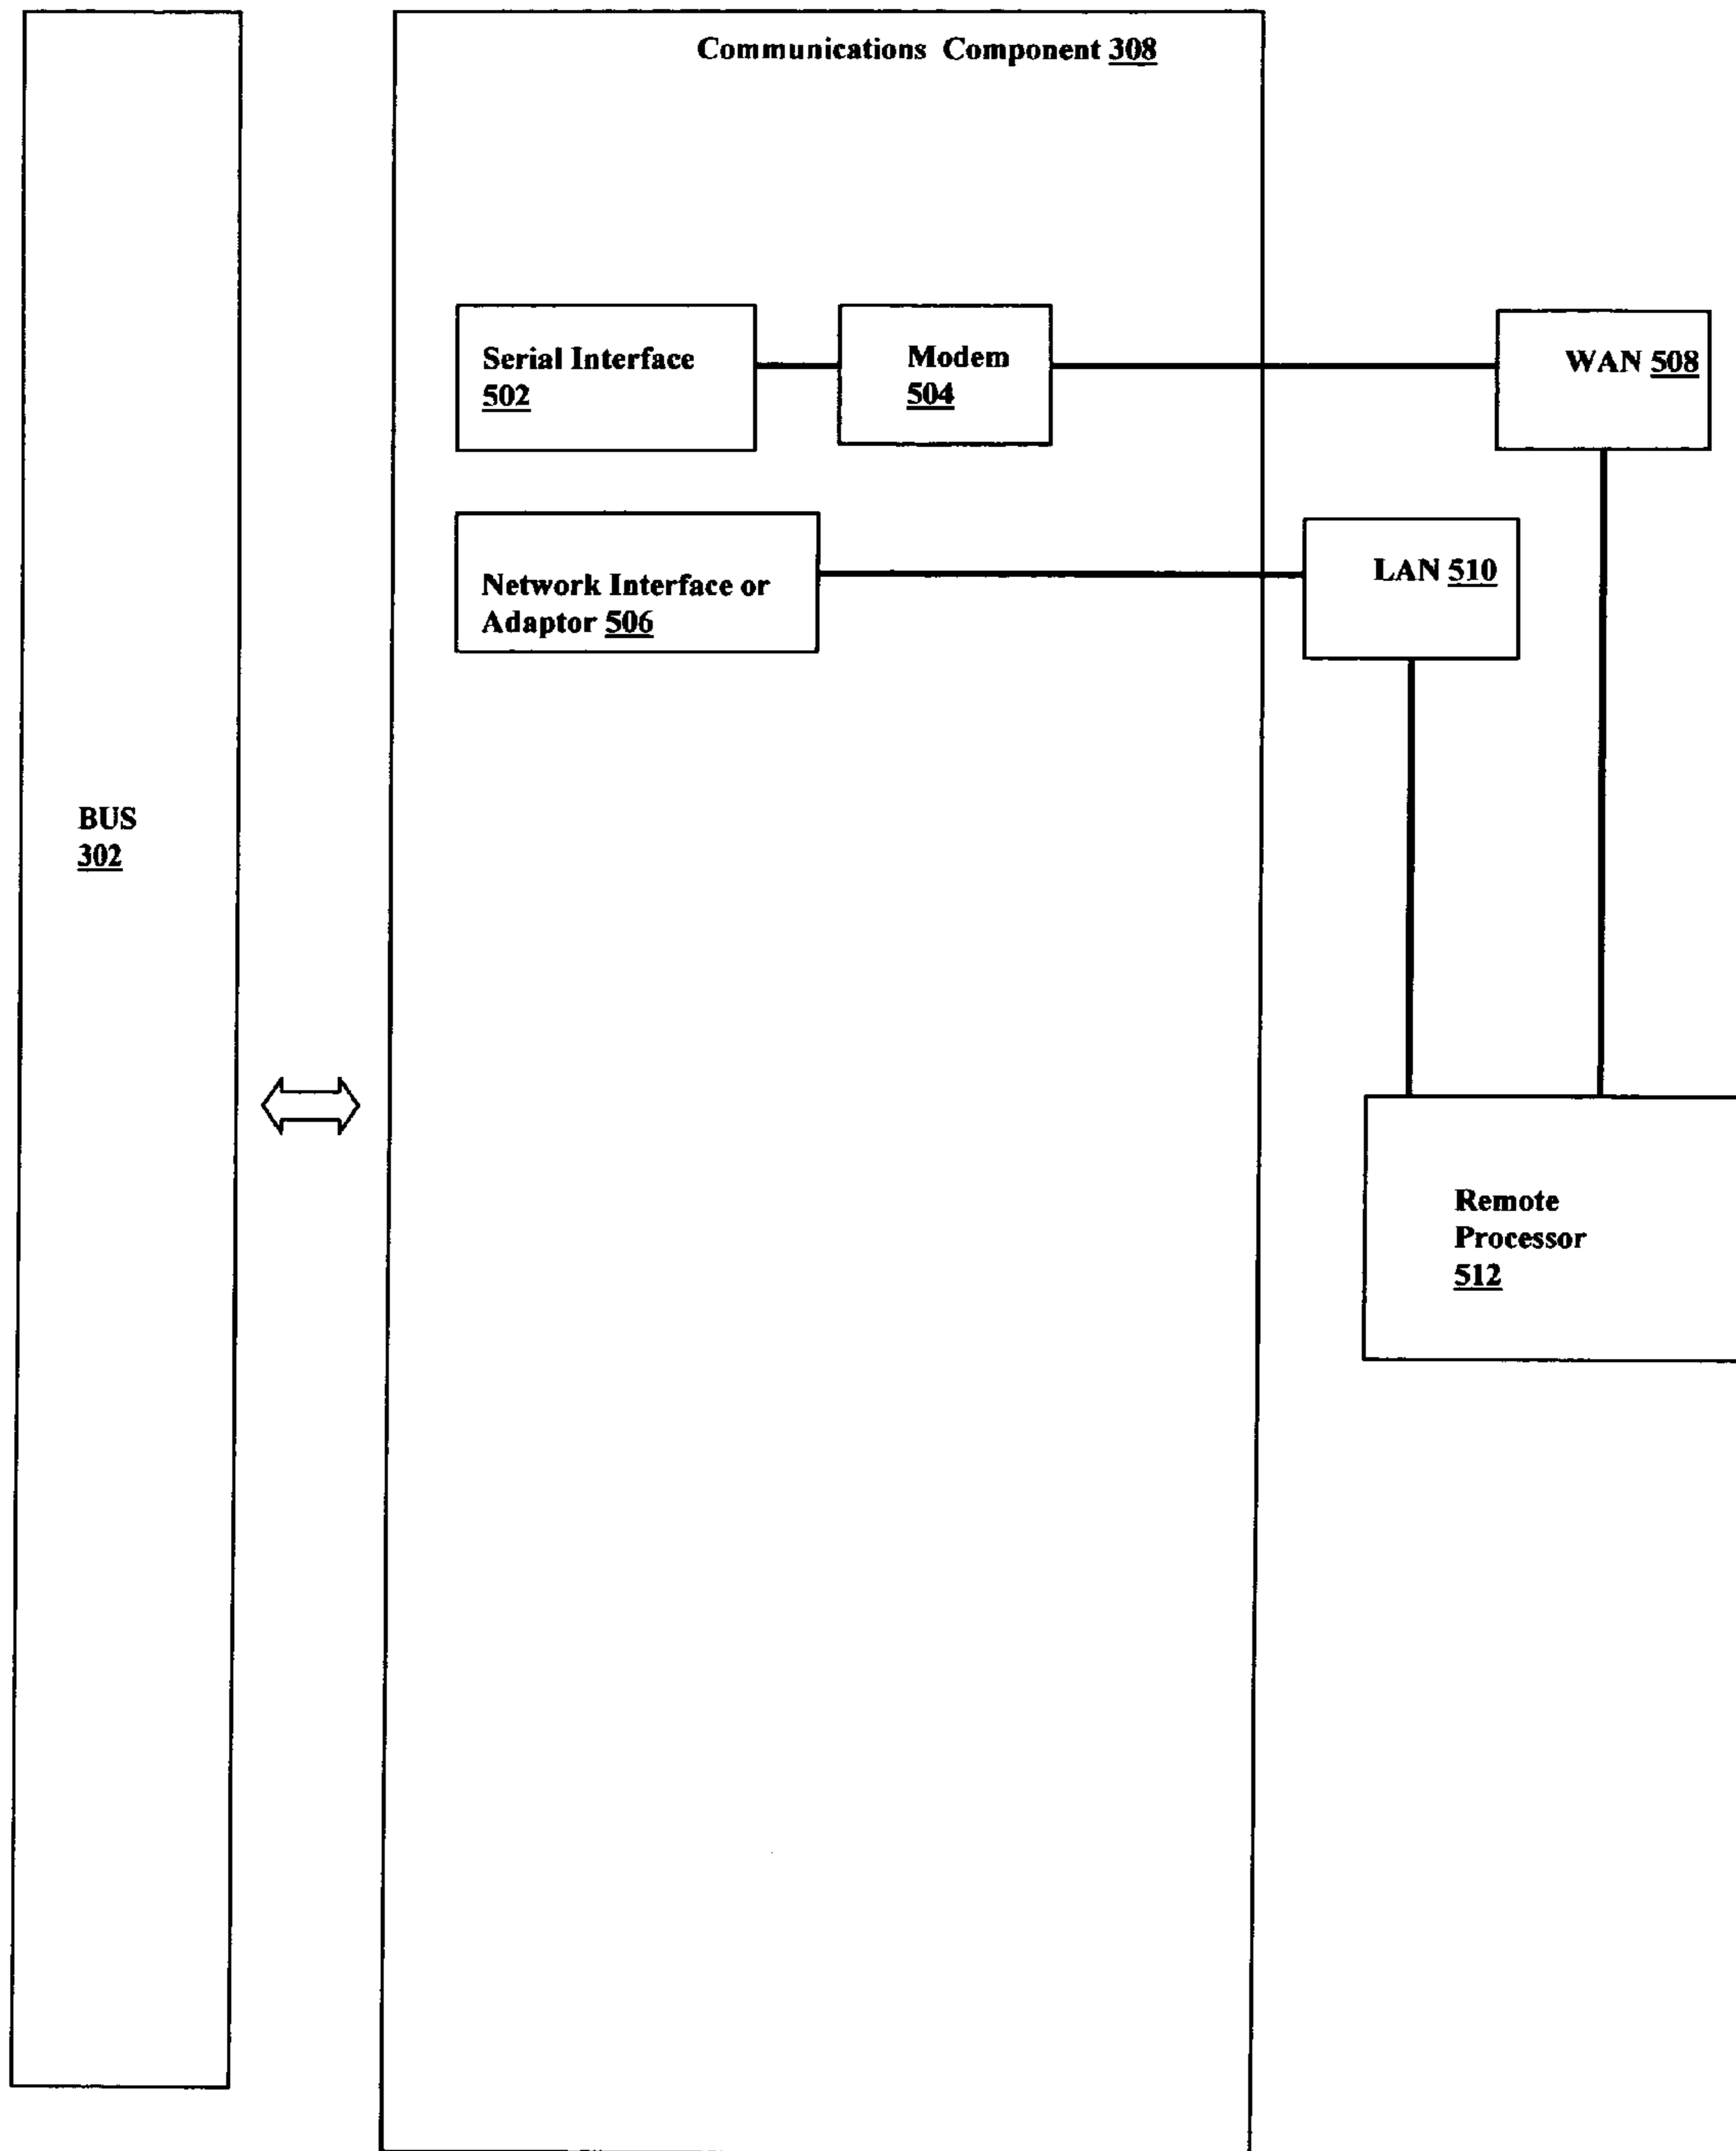 Communications Component 308
Serial Interface
502
Modem
504
WAN 508
Network Interface or
Adaptor 506
LAN 510
BUS
302
Remote
Processor
512